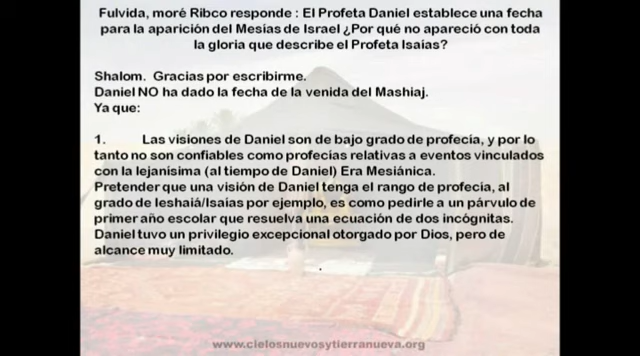 Fulvida, moré Ribco responde : El Profeta Daniel establece una fecha
para la aparición del Mesías de Israel ¿Por qué no apareció con toda
la gloria que describe el Profeta Isaías?
Shalom. Gracias por escribirme.
Daniel NO ha dado la fecha de la venida del Mashiaj.
Ya que:
1. Las visiones de Daniel son de bajo grado de profecía, y por lo
tanto no son confiables como profecías relativas a eventos vinculados
con la lejanísima (al tiempo de Daniel) Era Mesiánica.
Pretender que una visión de Daniel tenga el rango de profecía, al
grado de Ieshaiá/Isaías por ejemplo, es como pedirle a un párvulo de
primer año escolar que resuelva una ecuación de dos incógnitas.
Daniel tuvo un privilegio excepcional otorgado por Dios, pero de
alcance muy limitado.
www.cielosnuevosytierranueva.org